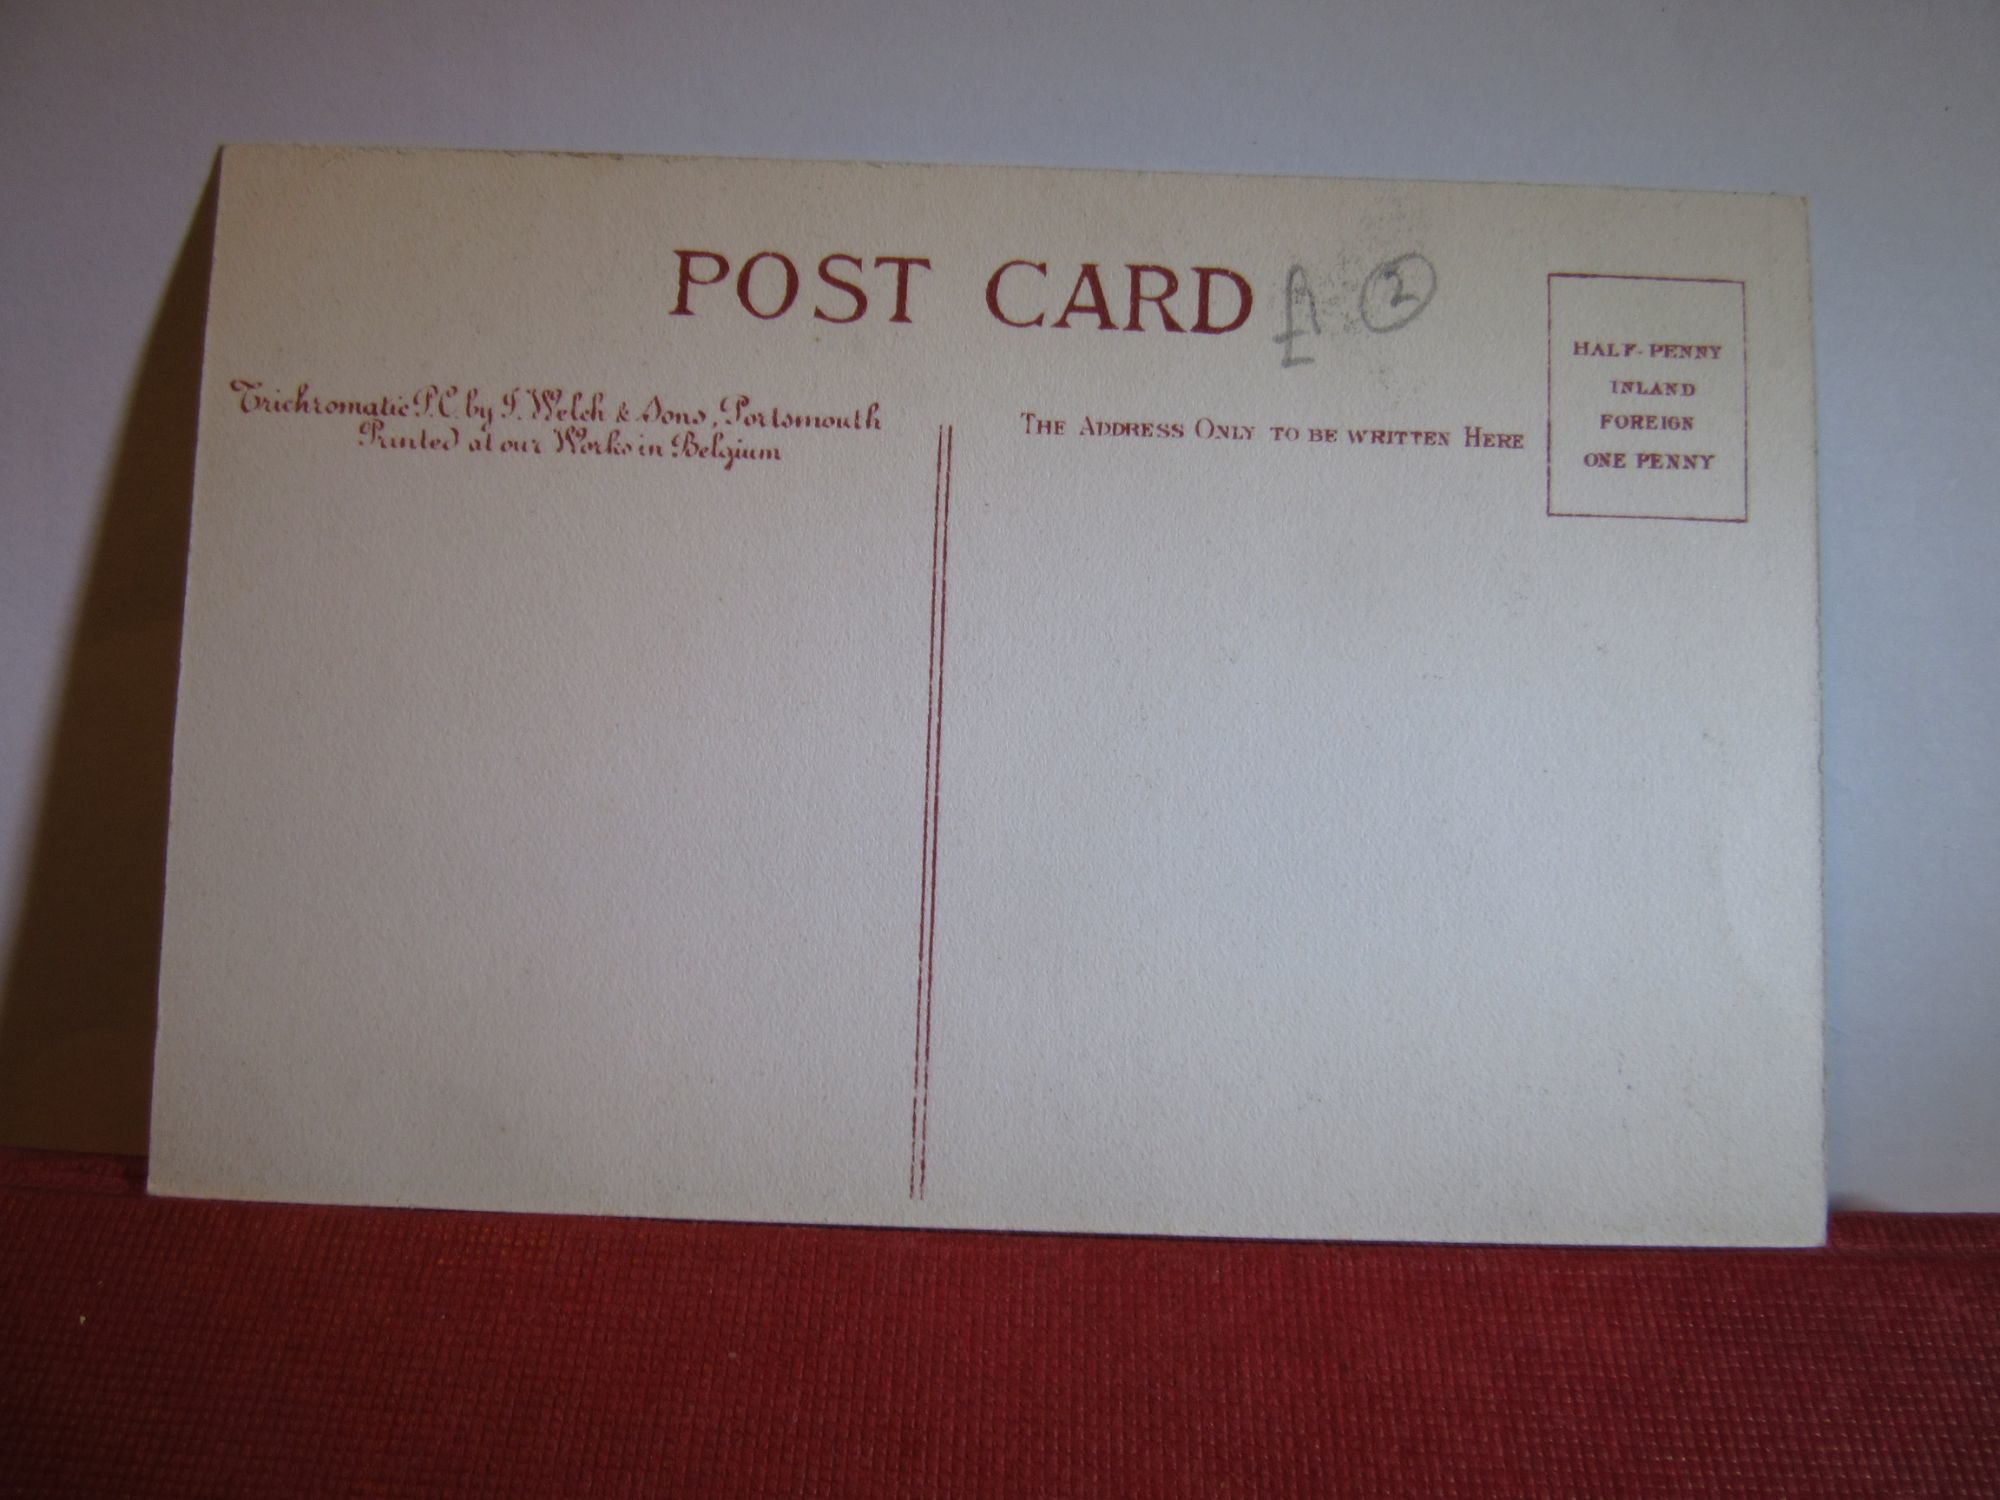 POST CARD
Trichromatic P.C. by J. Welch & Sons, Portsmouth
Printed at our Works in Belgium
THE ADDRESS ONLY TO BE WRITTEN HERE
HALF-PENNY
INLAND
FOREIGN
ONE PENNY
2